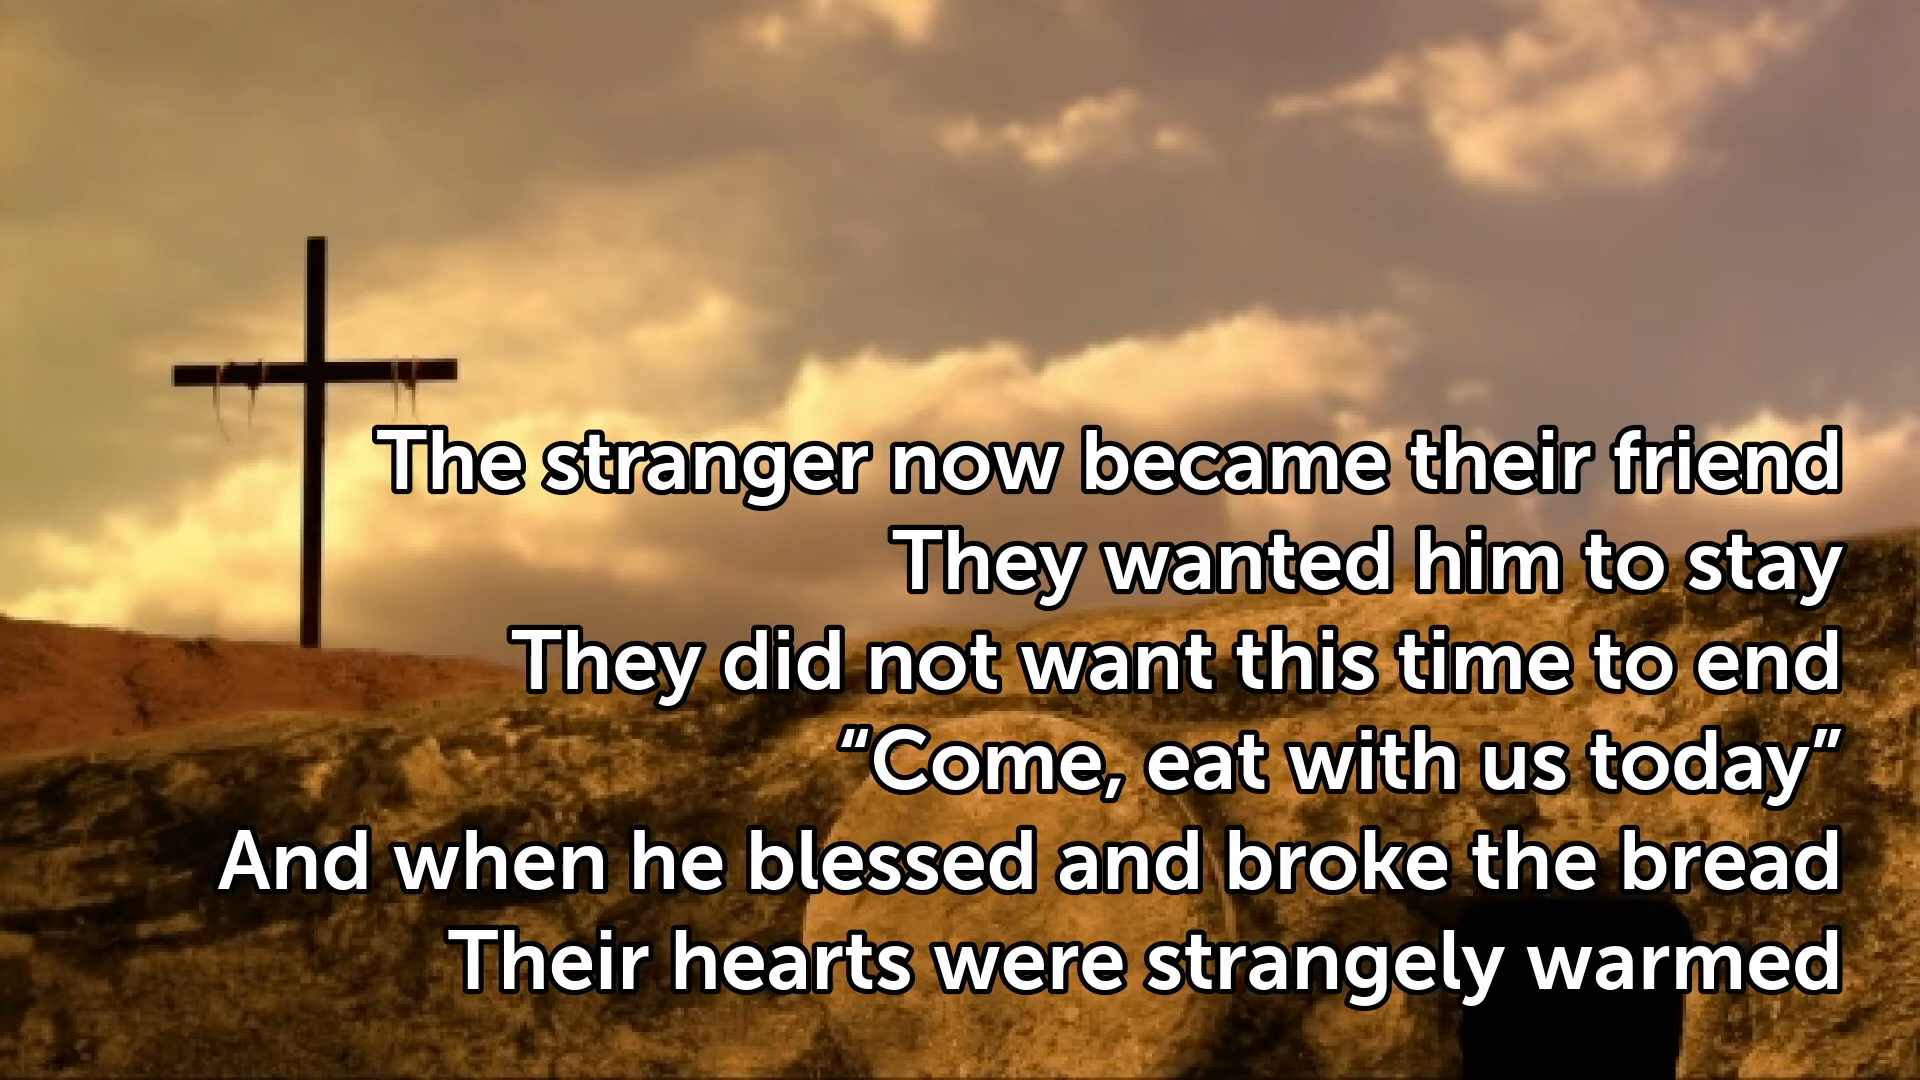 The stranger now became their friend
They wanted him to stay
They did not want this time to end
“Come, eat with us today”
And when he blessed and broke the bread
Their hearts were strangely warmed